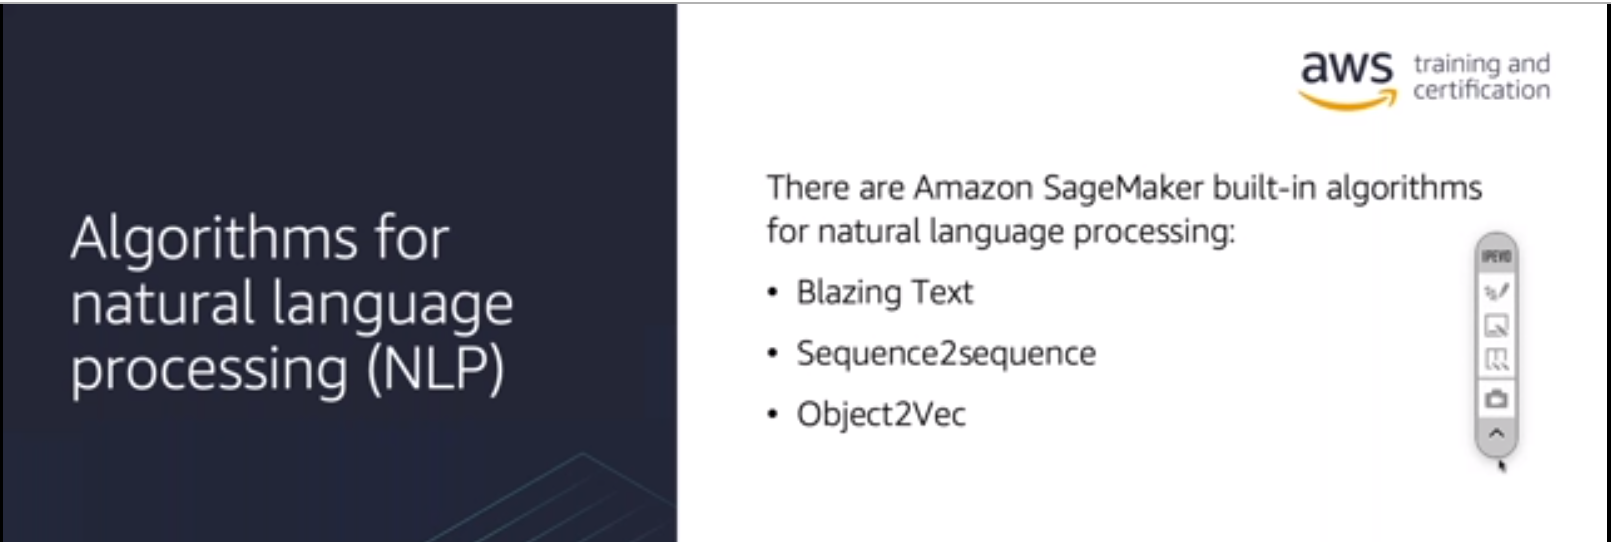 aws training and
certification
Algorithms for
natural language
processing (NLP)
There are Amazon SageMaker built-in algorithms
for natural language processing:
• Blazing Text
• Sequence2sequence
• Object2Vec
IPEVO